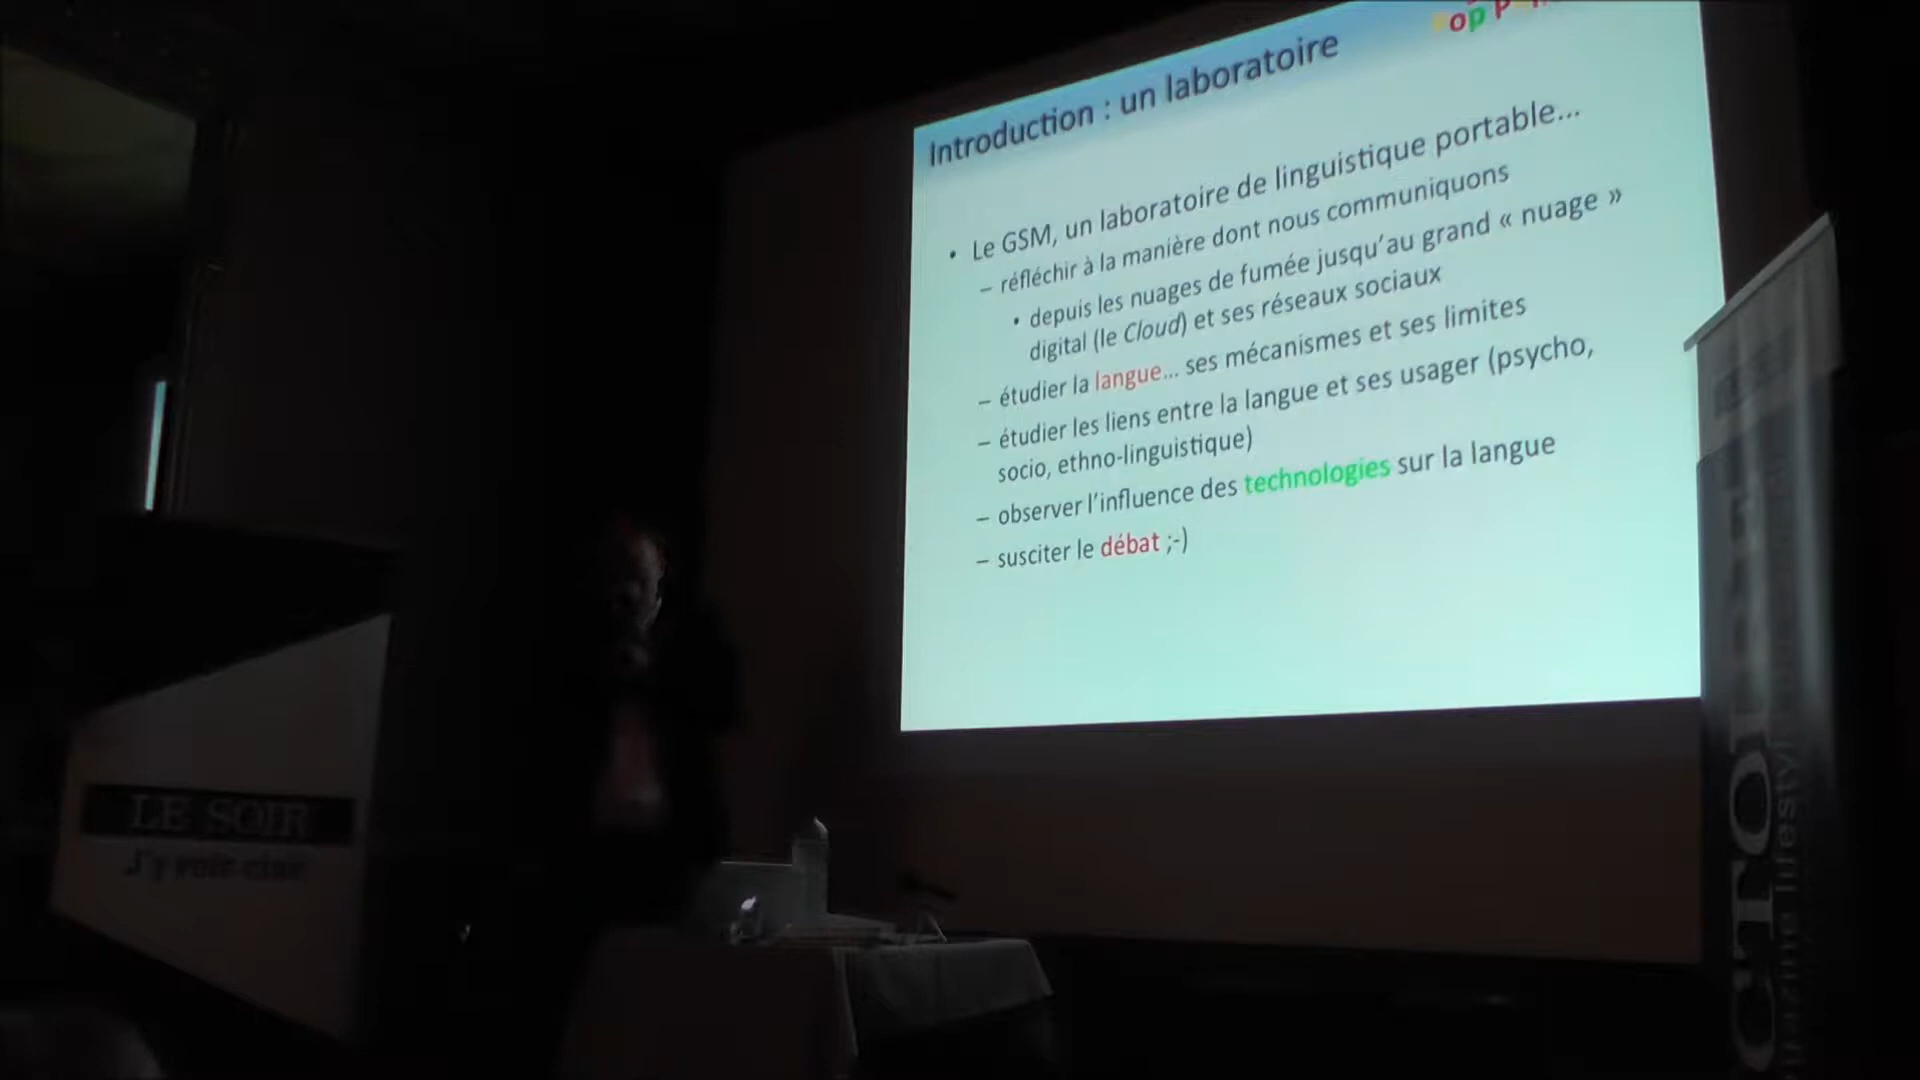 Introduction : un laboratoire
• Le GSM, un laboratoire de linguistique portable...
– réfléchir à la manière dont nous communiquons
• depuis les nuages de fumée jusqu'au grand « nuage »
digital (le Cloud) et ses réseaux sociaux
– étudier la langue... ses mécanismes et ses limites
– étudier les liens entre la langue et ses usager (psycho,
socio, ethno-linguistique)
– observer l'influence des technologies sur la langue
– susciter le débat ;-)
LE SOIR
J'y vois clair